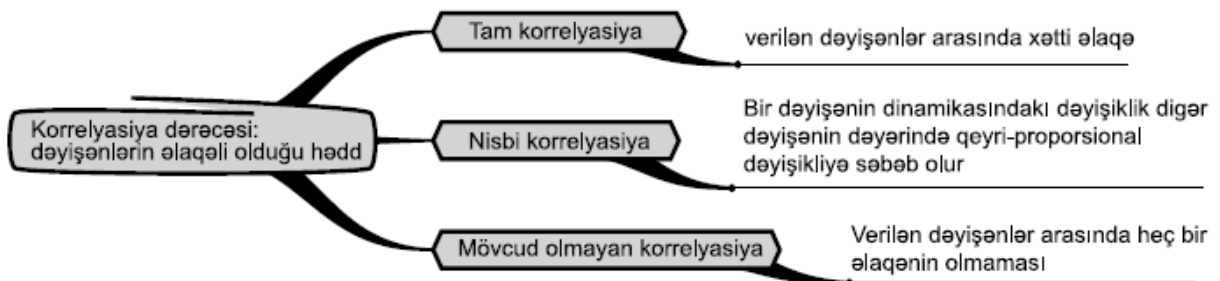 Korrelyasiya dərəcəsi:
dəyişənlərin əlaqəli olduğu hədd
Tam korrelyasiya
verilən dəyişənlər arasında xətti əlaqə
Nisbi korrelyasiya
Bir dəyişənin dinamikasındakı dəyişiklik digər
dəyişənin dəyərində qeyri-proporsional
dəyişikliyə səbəb olur
Mövcud olmayan korrelyasiya
Verilən dəyişənlər arasında heç bir
əlaqənin olmaması